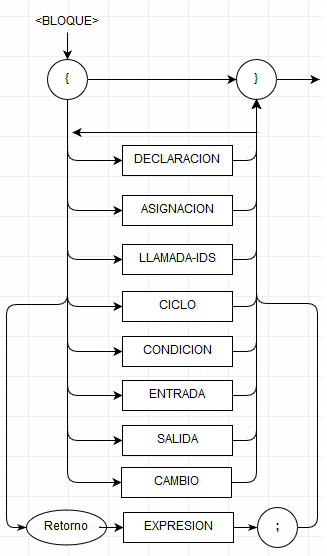 <BLOQUE>
{ }
DECLARACION
ASIGNACION
LLAMADA-IDS
CICLO
CONDICION
ENTRADA
SALIDA
CAMBIO
Retorno EXPRESION ;